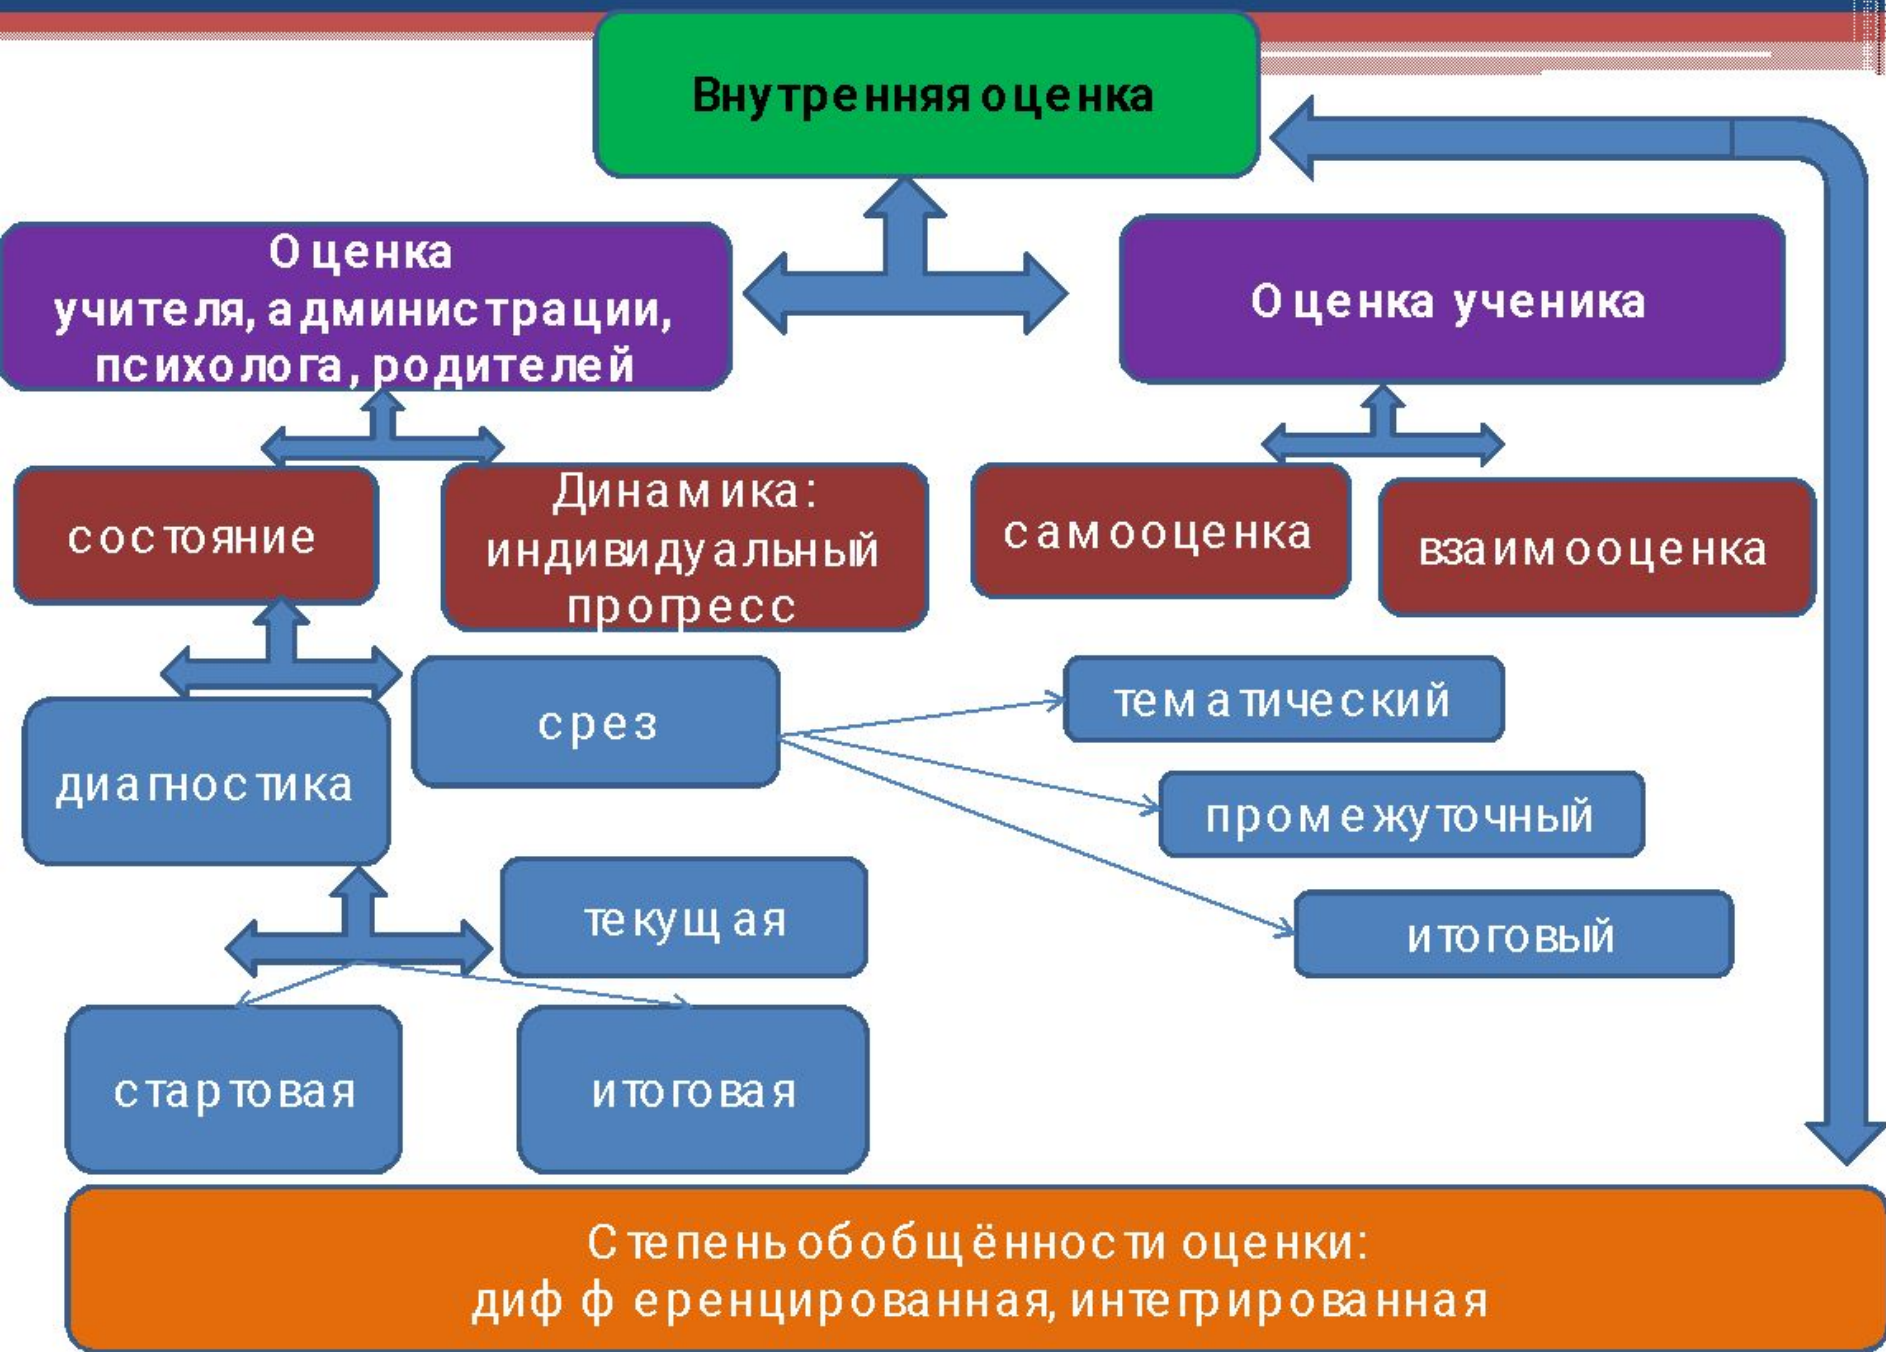 Внутренняя оценка
Оценка
учителя, администрации,
психолога, родителей
Оценка ученика
состояние
Динамика:
индивидуальный
прогресс
самооценка
взаимооценка
диагностика
срез
тематический
промежуточный
итоговый
текущая
стартовая
итоговая
Степень обобщённости оценки:
дифференцированная, интегрированная